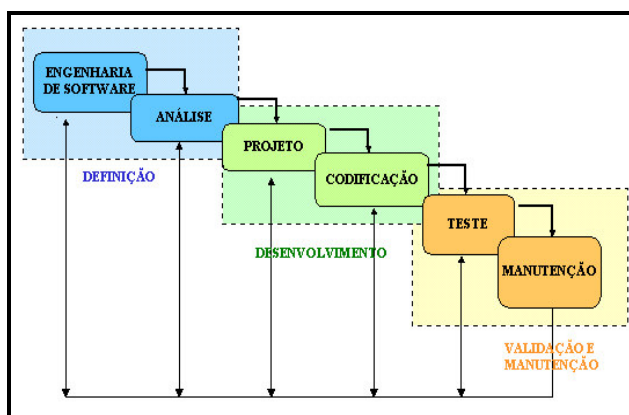 ENGENHARIA
DE SOFTWARE
ANÁLISE
DEFINIÇÃO
PROJETO
CODIFICAÇÃO
DESENVOLVIMENTO
TESTE
MANUTENÇÃO
VALIDAÇÃO E
MANUTENÇÃO